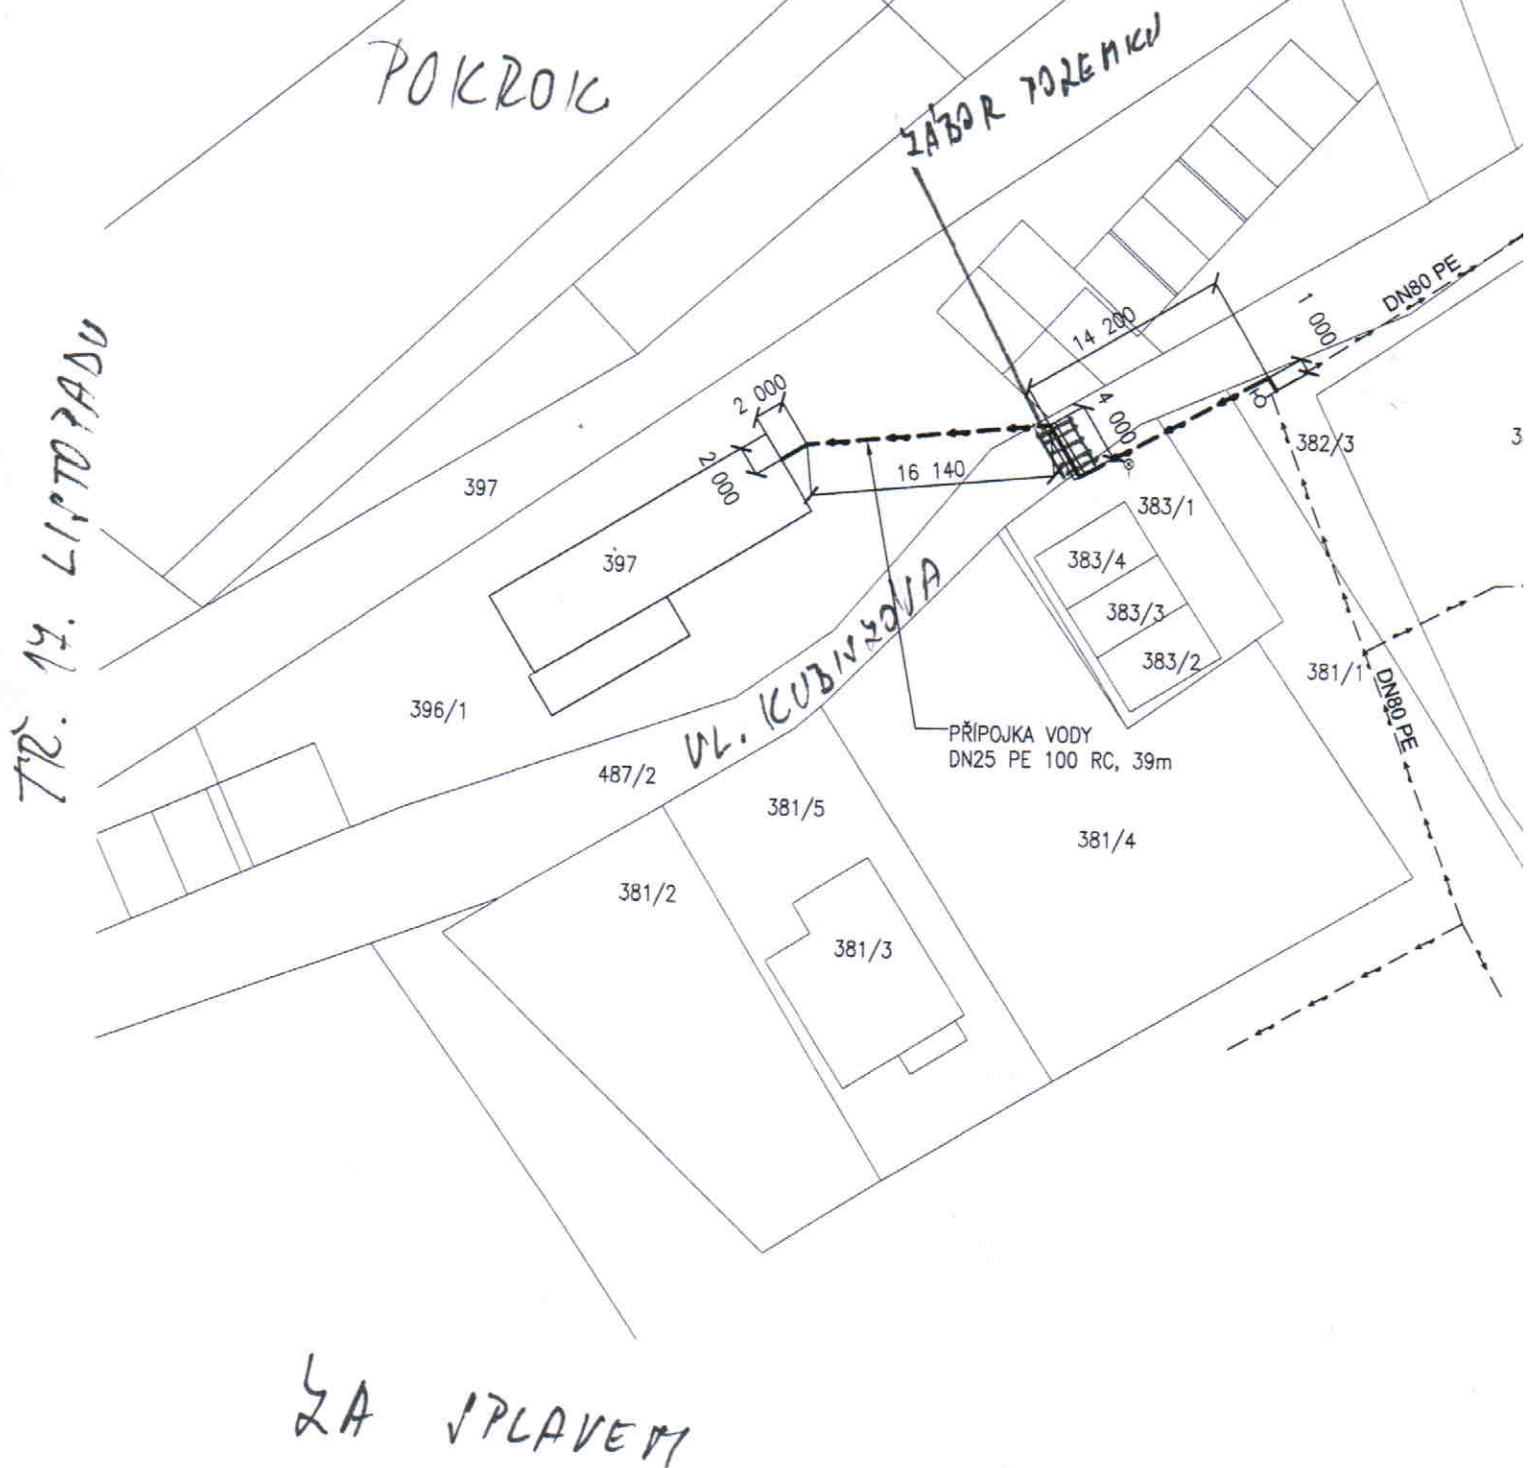 POKROK
ZÁBOR POZEMKU
TŘ. 17. LISTOPADU
DN80 PE
1 000
14 200
4 000
2 000
2 000
16 140
397
397
382/3
383/1
383/4
383/3
383/2
381/1
DN80 PE
396/1
UL. KUBISZOVA
PŘÍPOJKA VODY
DN25 PE 100 RC, 39m
487/2
381/5
381/4
381/2
381/3
ZA SPLAVEM